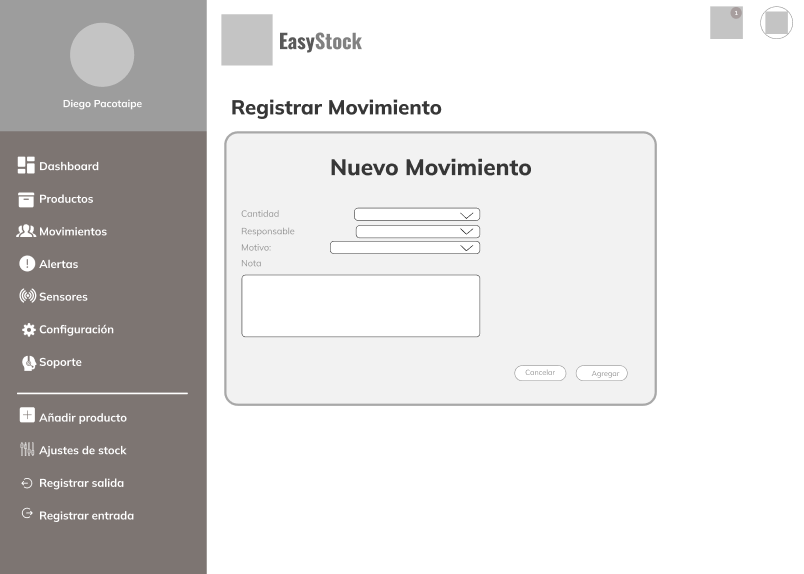 Diego Pacotaipe
Dashboard
Productos
Movimientos
Alertas
Sensores
Configuración
Soporte
Añadir producto
Ajustes de stock
Registrar salida
Registrar entrada
EasyStock
1
Registrar Movimiento
Nuevo Movimiento
Cantidad
Responsable
Motivo:
Nota
Cancelar
Agregar